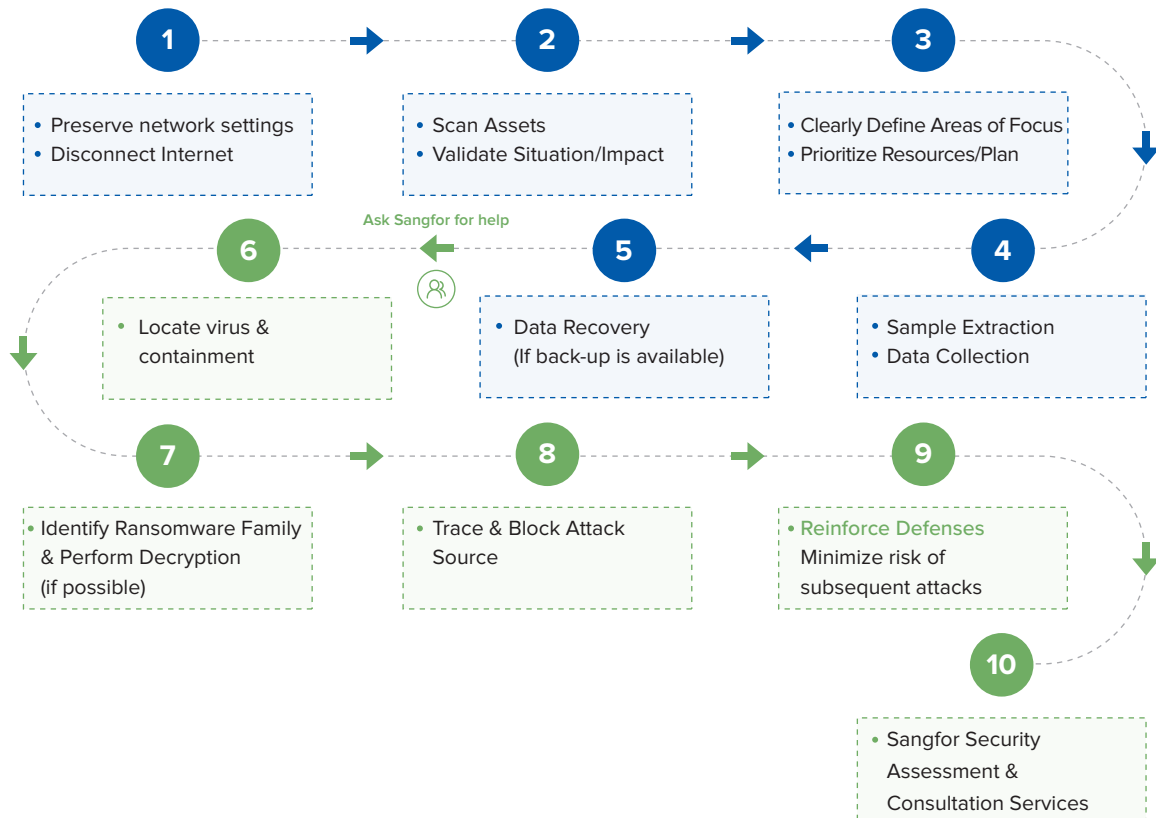 1
2
3
• Preserve network settings
• Disconnect Internet
• Scan Assets
• Validate Situation/Impact
• Clearly Define Areas of Focus
• Prioritize Resources/Plan
Ask Sangfor for help
4
5
6
• Sample Extraction
• Data Collection
• Data Recovery
(If back-up is available)
• Locate virus &
containment
7
8
9
• Identify Ransomware Family
& Perform Decryption
(if possible)
• Trace & Block Attack
Source
• Reinforce Defenses
Minimize risk of
subsequent attacks
10
• Sangfor Security
Assessment &
Consultation Services